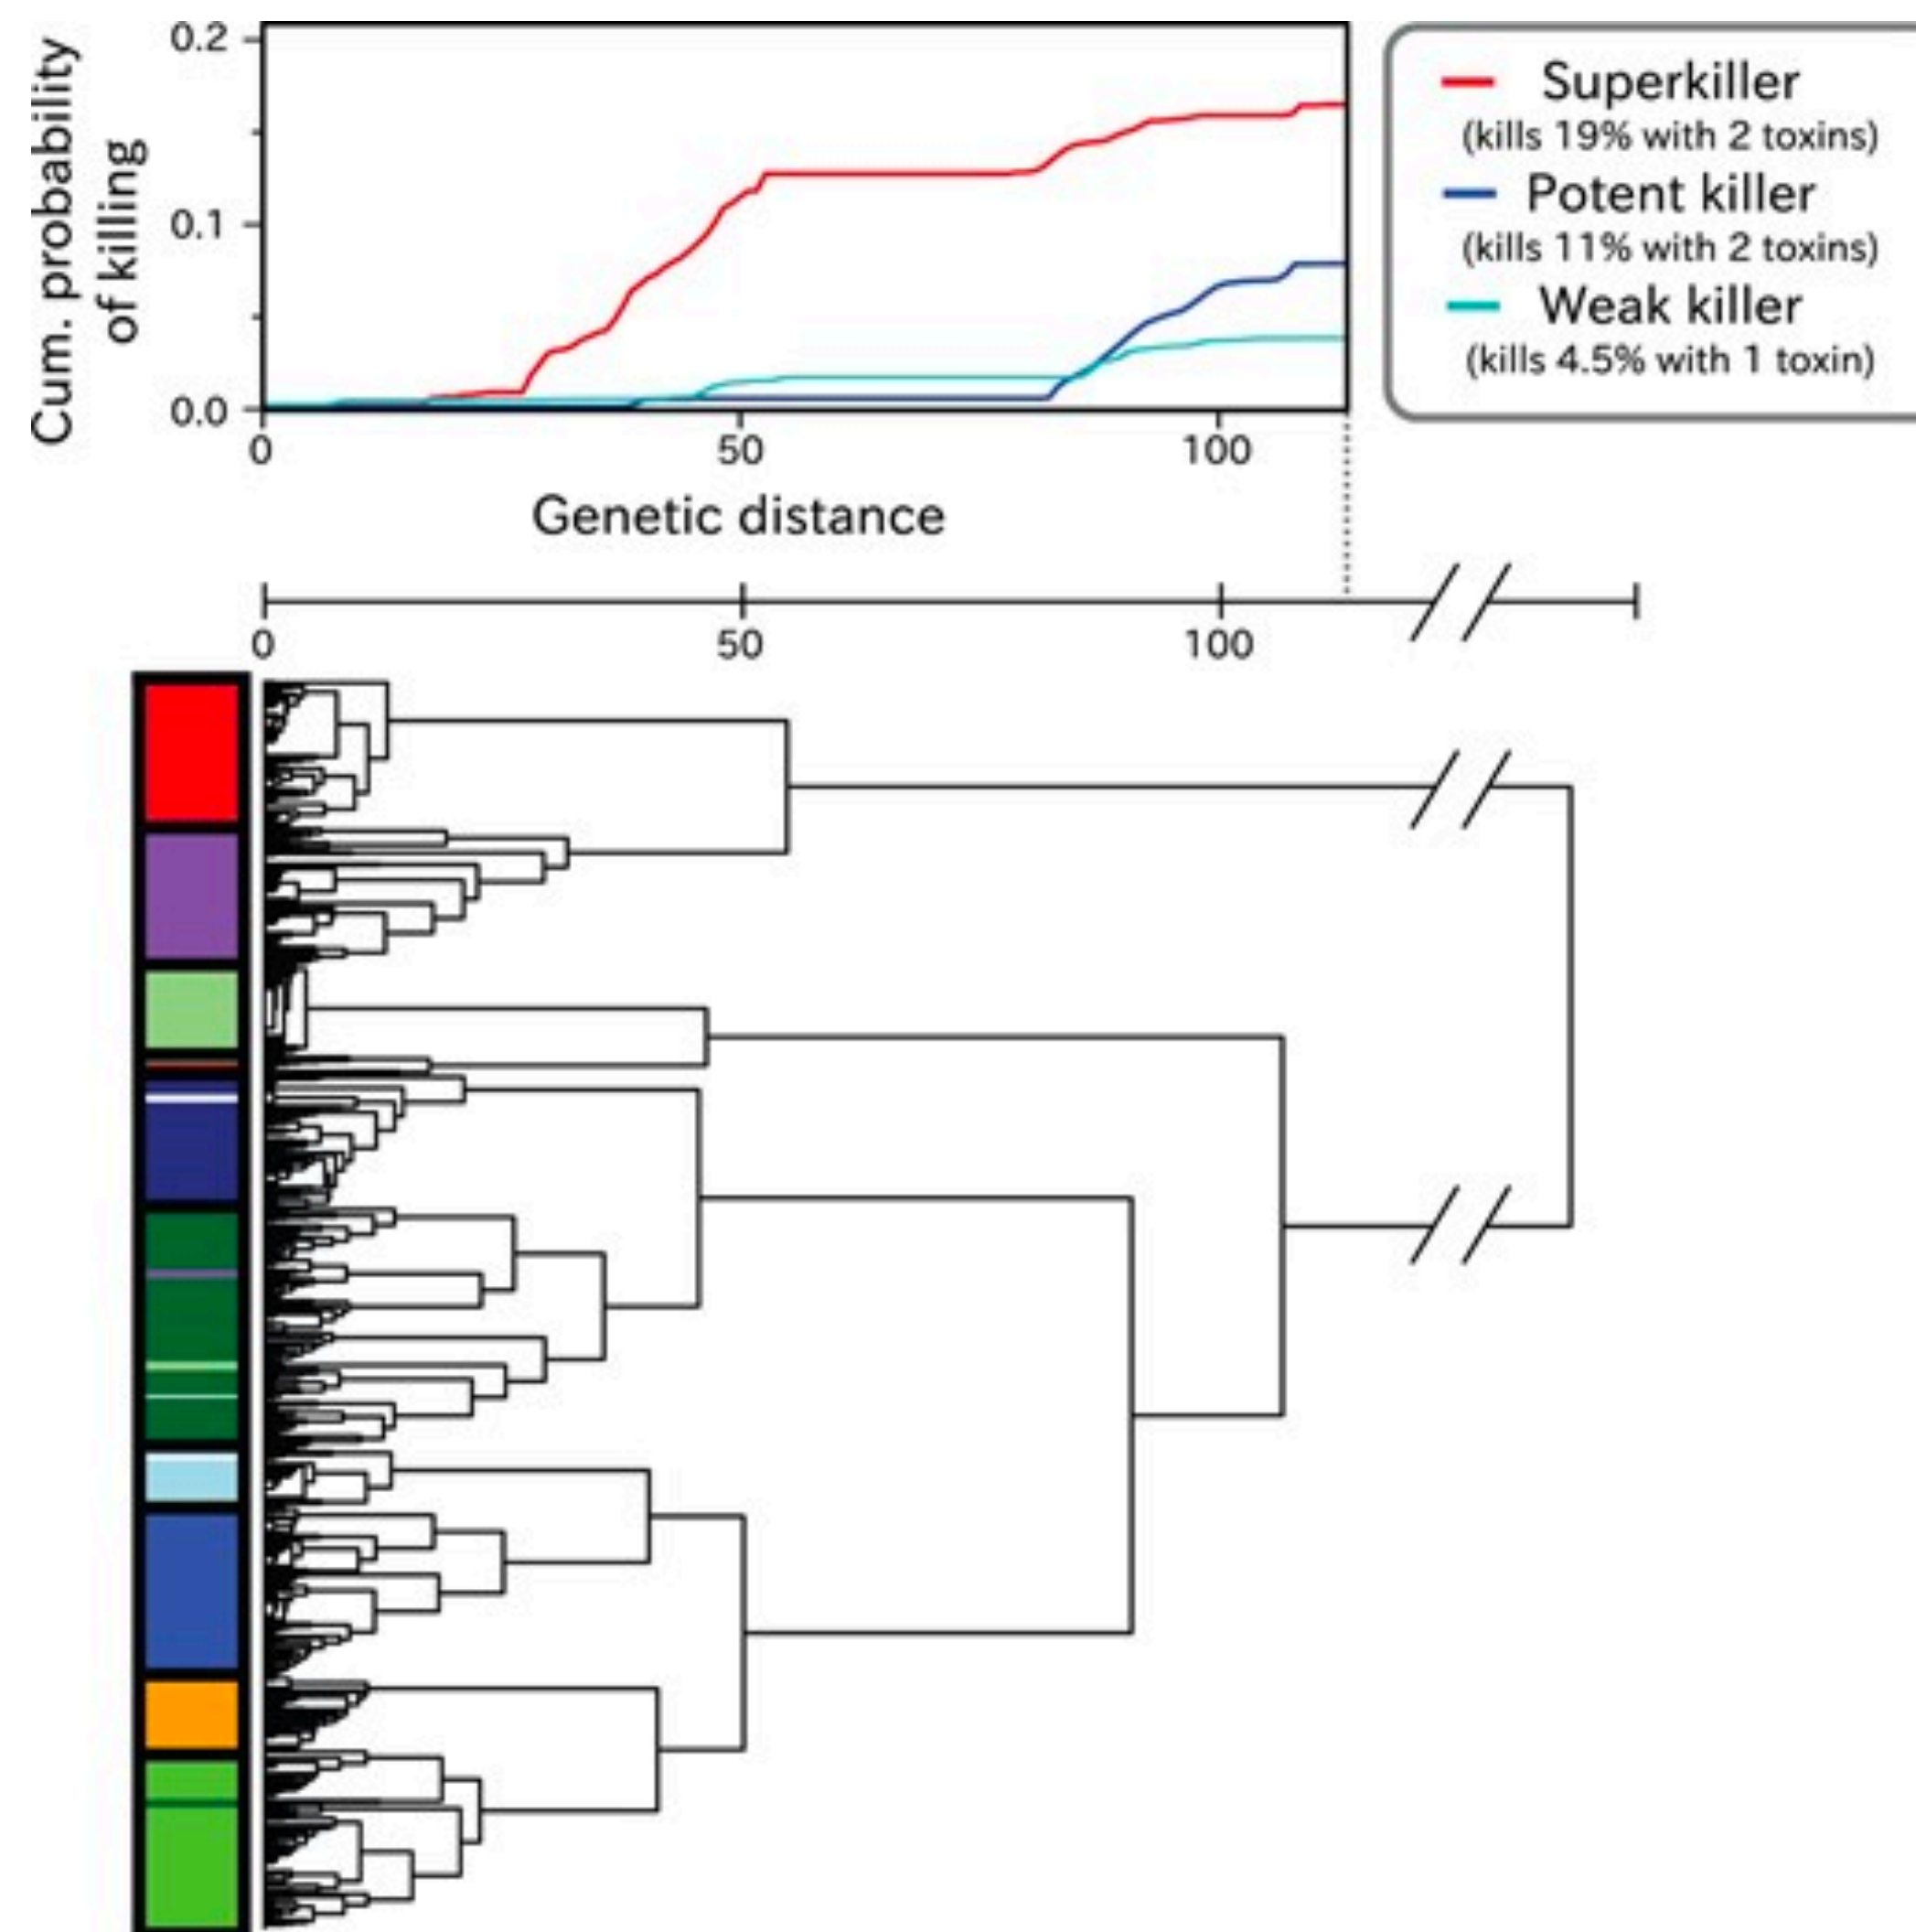 Cum. probability
of killing
0.2
0.1
0.0
0
50
100
Genetic distance
Superkiller
(kills 19% with 2 toxins)
Potent killer
(kills 11% with 2 toxins)
Weak killer
(kills 4.5% with 1 toxin)
0
50
100